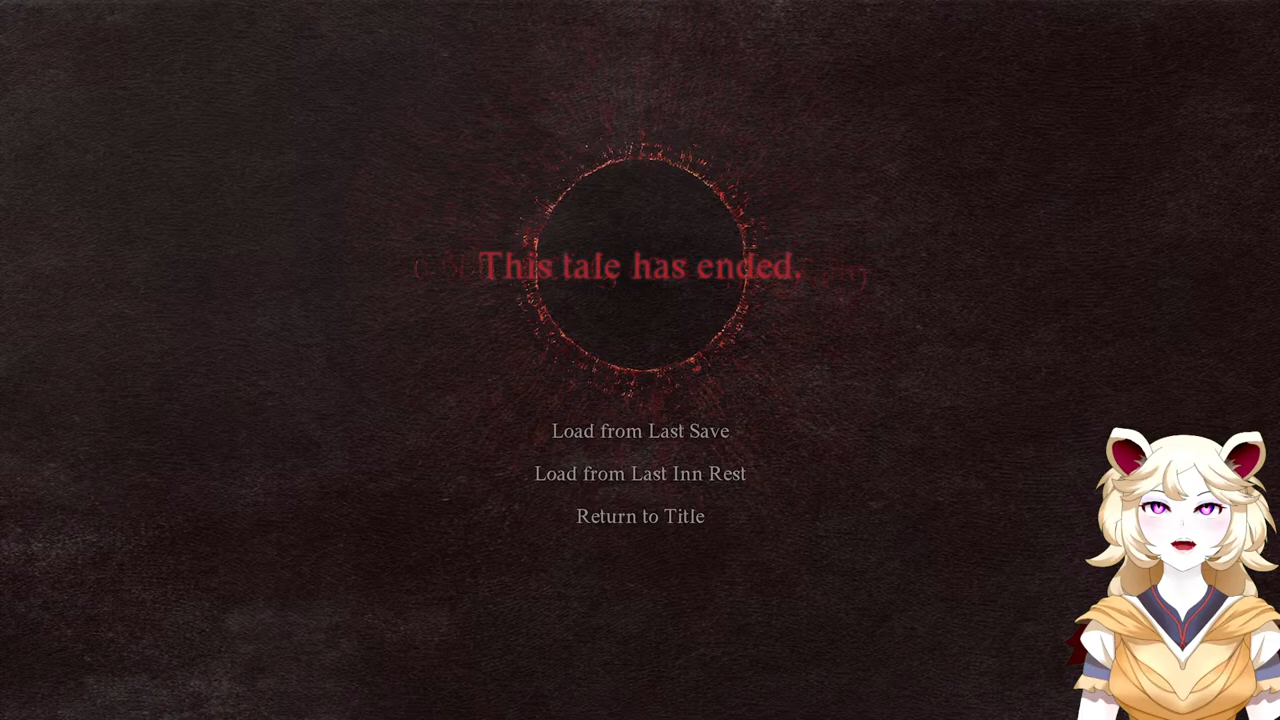 This tale has ended.
Load from Last Save
Load from Last Inn Rest
Return to Title